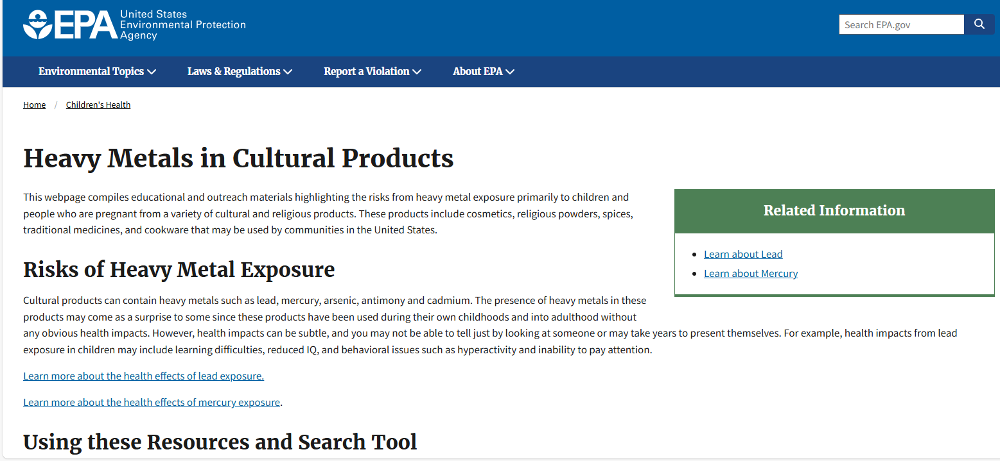 EPA
United States
Environmental Protection
Agency
Search EPA.gov
Environmental Topics
Laws & Regulations
Report a Violation
About EPA
Home / Children's Health
Heavy Metals in Cultural Products
This webpage compiles educational and outreach materials highlighting the risks from heavy metal exposure primarily to children and
people who are pregnant from a variety of cultural and religious products. These products include cosmetics, religious powders, spices,
traditional medicines, and cookware that may be used by communities in the United States.
Related Information
Learn about Lead
Learn about Mercury
Risks of Heavy Metal Exposure
Cultural products can contain heavy metals such as lead, mercury, arsenic, antimony and cadmium. The presence of heavy metals in these
products may come as a surprise to some since these products have been used during their own childhoods and into adulthood without
any obvious health impacts. However, health impacts can be subtle, and you may not be able to tell just by looking at someone or may take years to present themselves. For example, health impacts from lead
exposure in children may include learning difficulties, reduced IQ, and behavioral issues such as hyperactivity and inability to pay attention.
Learn more about the health effects of lead exposure.
Learn more about the health effects of mercury exposure.
Using these Resources and Search Tool